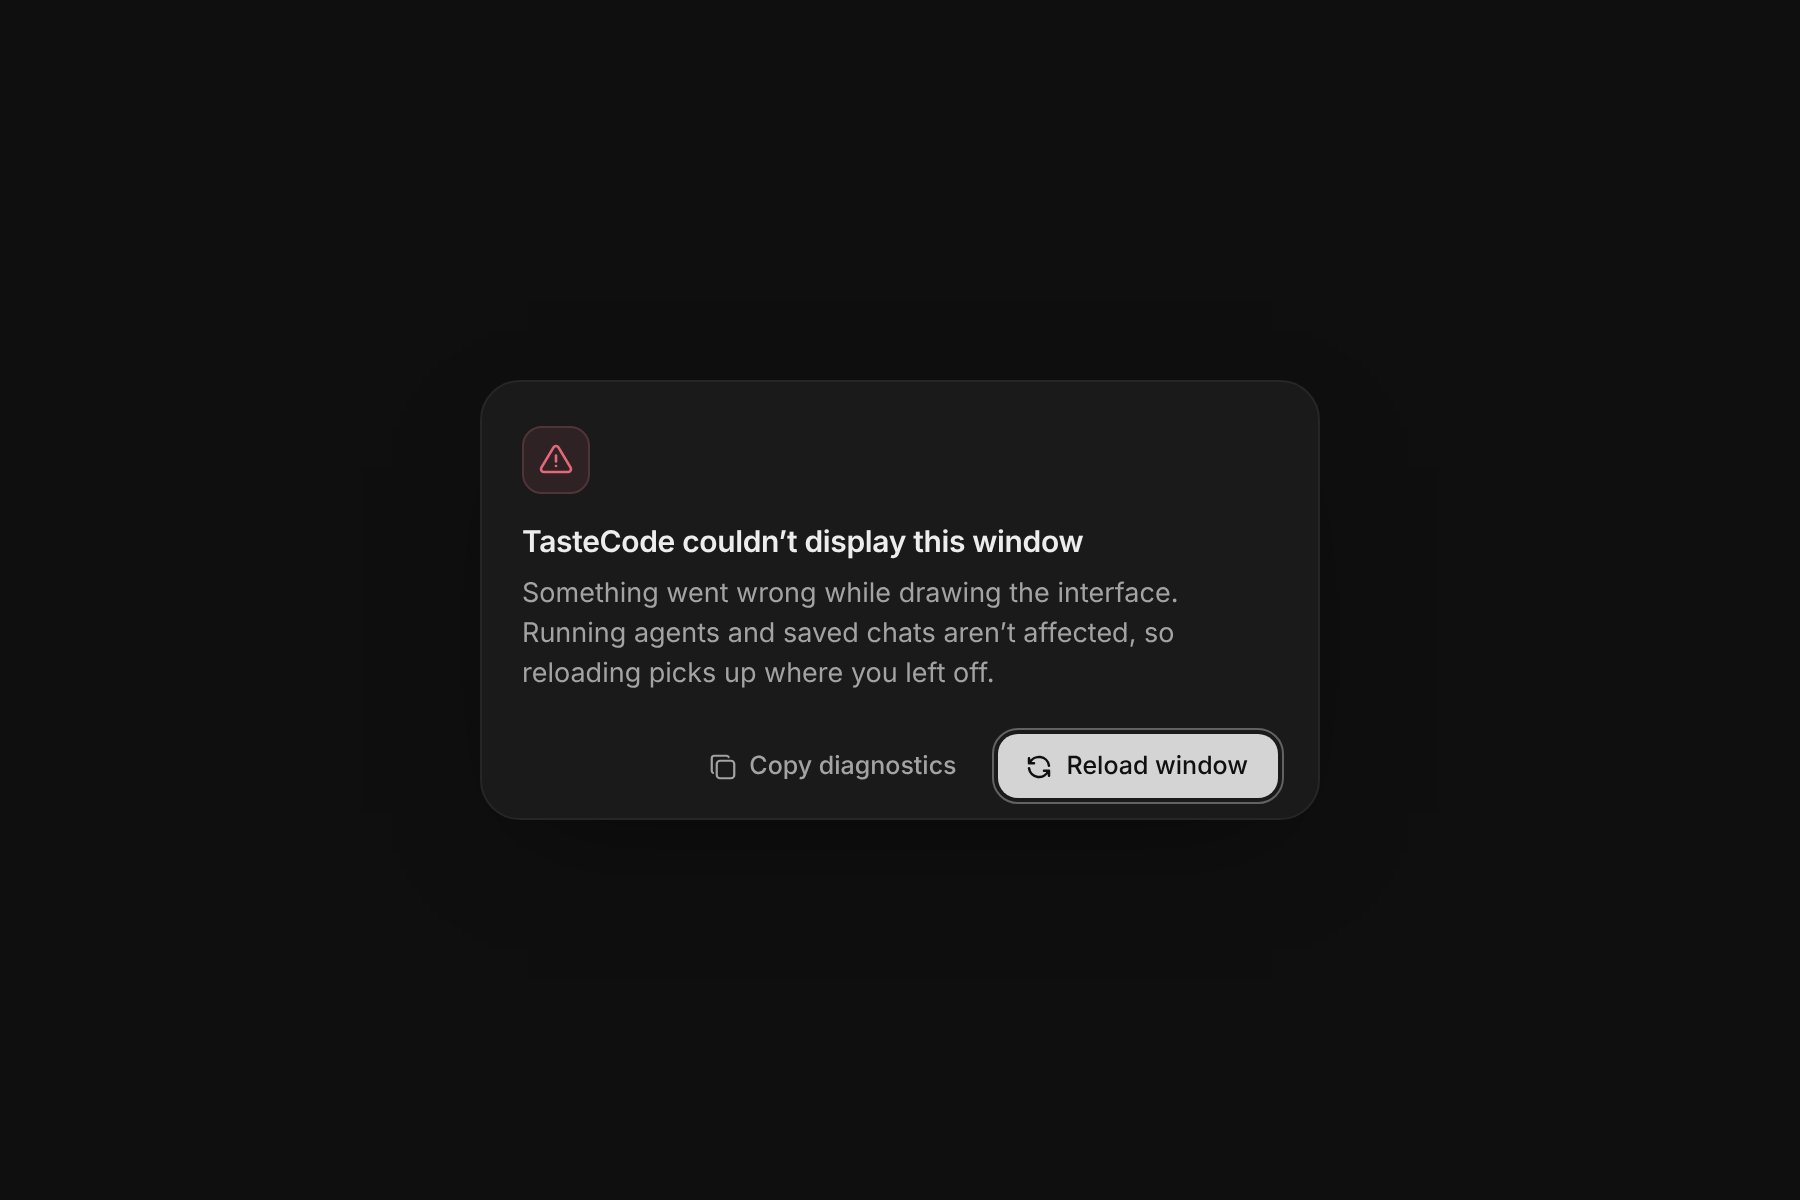 TasteCode couldn’t display this window
Something went wrong while drawing the interface.
Running agents and saved chats aren’t affected, so
reloading picks up where you left off.
Copy diagnostics
Reload window